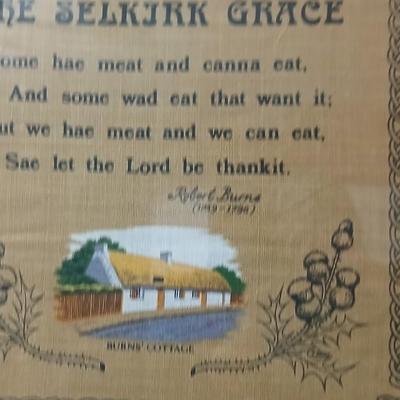 HE SELKIRK GRACE
ome hae meat and canna eat,
And some wad eat that want it;
ut we hae meat and we can eat,
Sae let the Lord be thankit.
Robert Burns
(1759-1796)
BURNS' COTTAGE